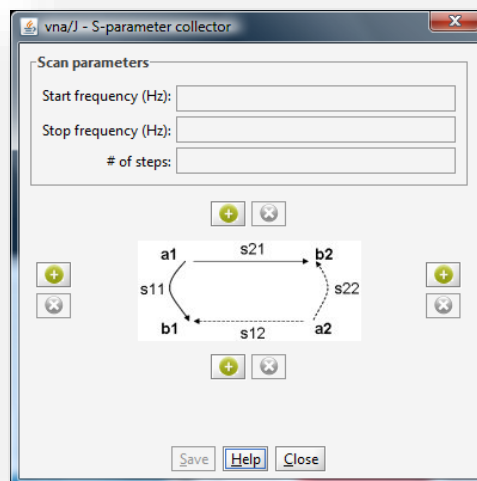 vna/J - S-parameter collector
Scan parameters
Start frequency (Hz):
Stop frequency (Hz):
# of steps:
a1 s21 b2
s11 s22
b1 s12 a2
Save Help Close